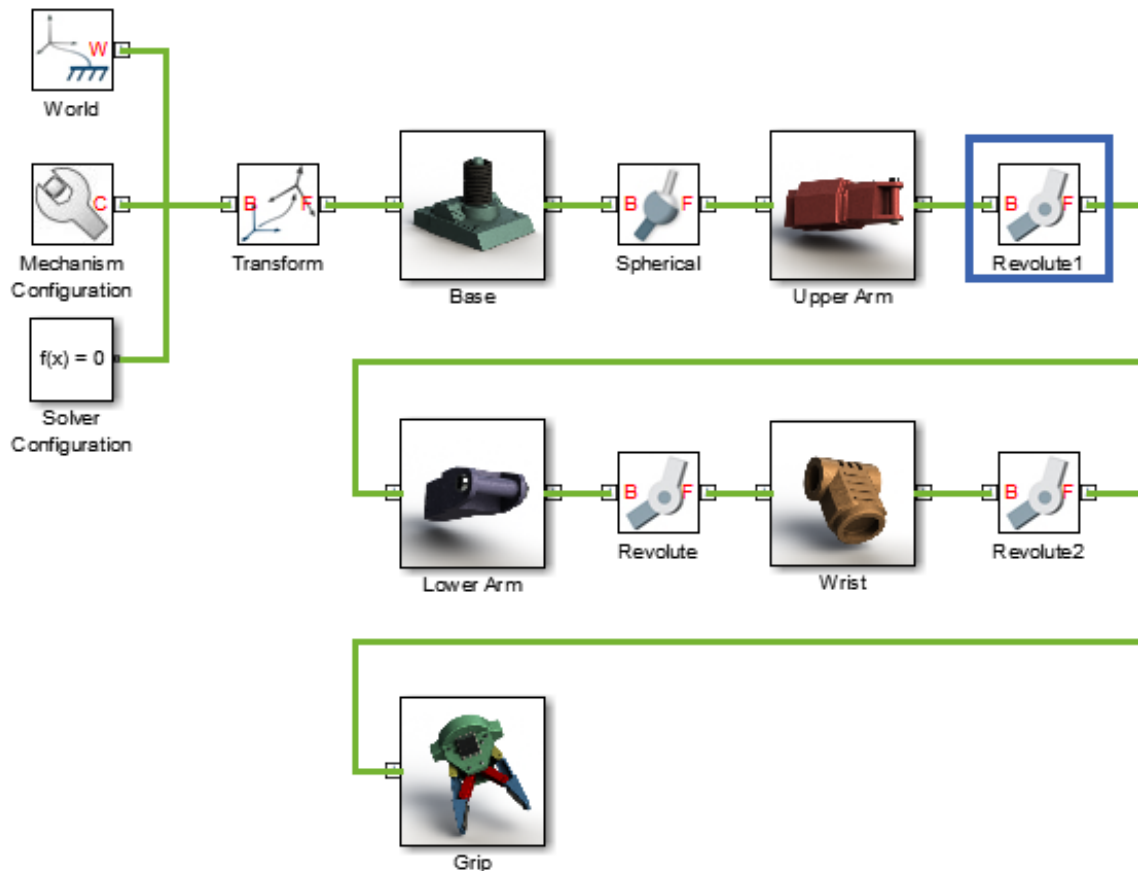 W
World
C
Mechanism
Configuration
f(x) = 0
Solver
Configuration
B F
Transform
Base
B F
Spherical
Upper Arm
B F
Revolute1
Lower Arm
B F
Revolute
Wrist
B F
Revolute2
Grip